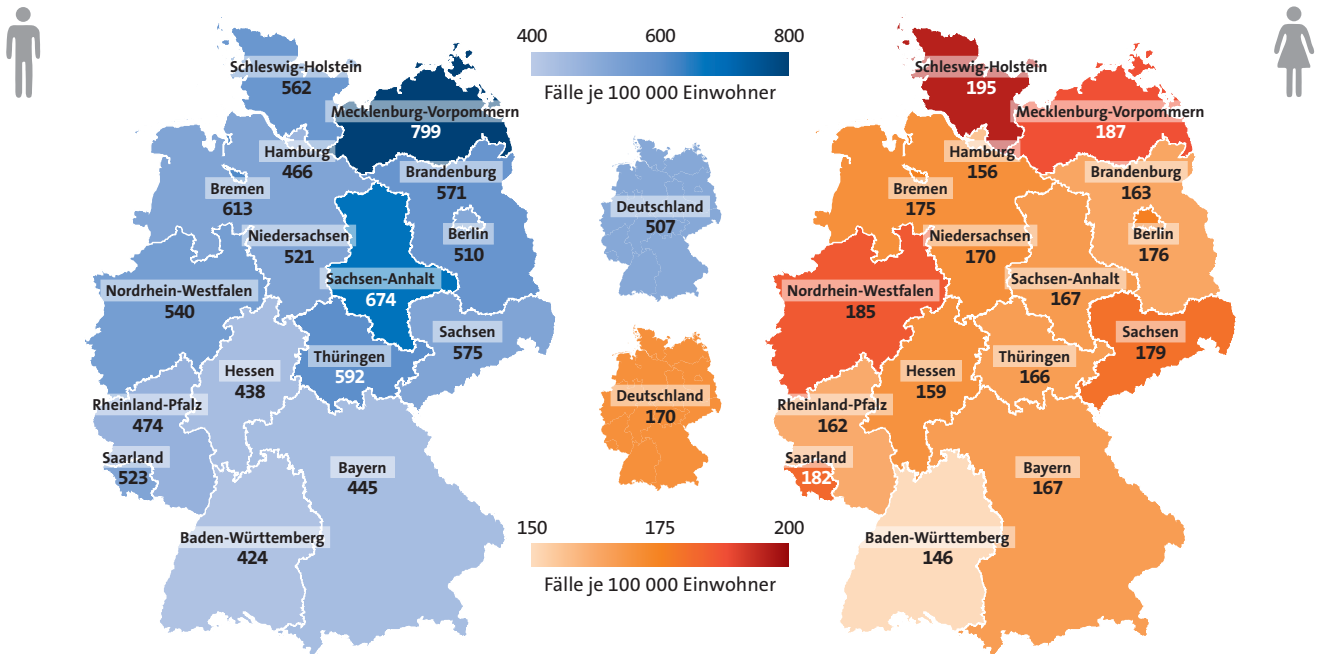 400 600 800
Fälle je 100 000 Einwohner
Schleswig-Holstein
562
Mecklenburg-Vorpommern
799
Hamburg
466
Brandenburg
571
Bremen
613
Niedersachsen
521
Berlin
510
Sachsen-Anhalt
674
Nordrhein-Westfalen
540
Sachsen
575
Thüringen
592
Hessen
438
Rheinland-Pfalz
474
Saarland
523
Bayern
445
Baden-Württemberg
424
Deutschland
507
Deutschland
170
150 175 200
Fälle je 100 000 Einwohner
Schleswig-Holstein
195
Mecklenburg-Vorpommern
187
Hamburg
156
Brandenburg
163
Bremen
175
Niedersachsen
170
Berlin
176
Sachsen-Anhalt
167
Nordrhein-Westfalen
185
Sachsen
179
Thüringen
166
Hessen
159
Rheinland-Pfalz
162
Saarland
182
Bayern
167
Baden-Württemberg
146